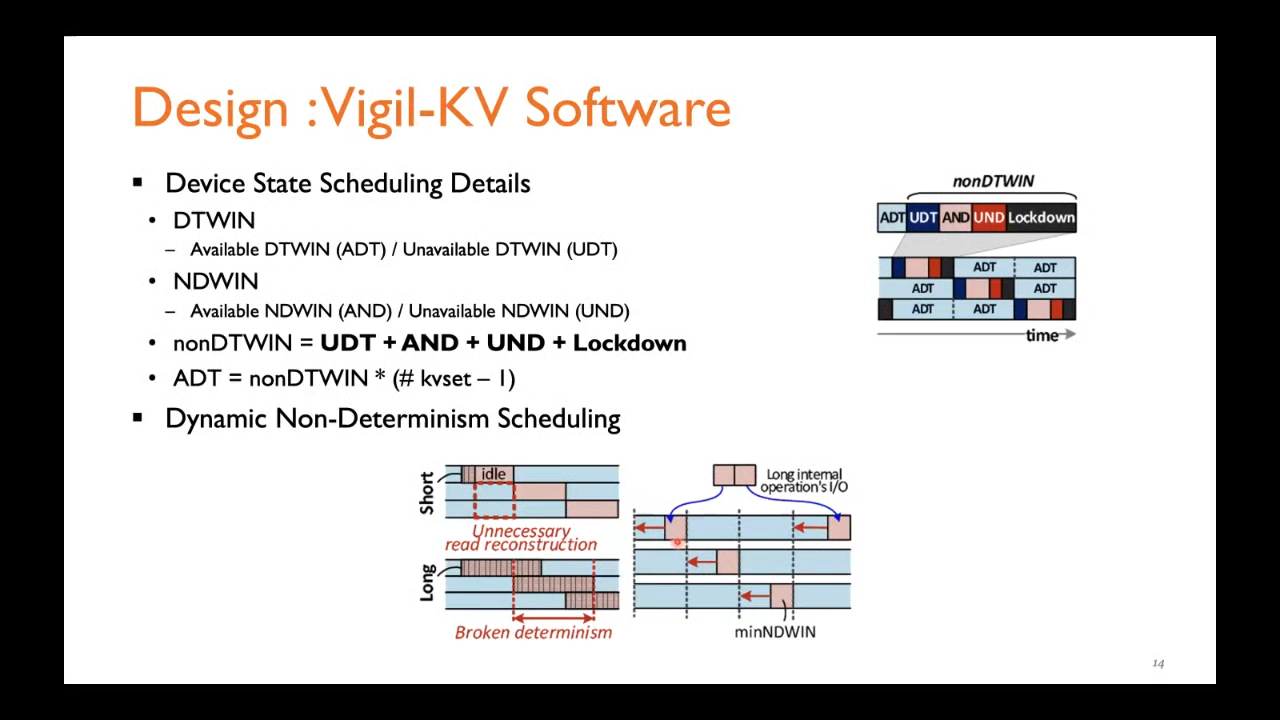 Design : Vigil-KV Software
▪ Device State Scheduling Details
• DTWIN
– Available DTWIN (ADT) / Unavailable DTWIN (UDT)
• NDWIN
– Available NDWIN (AND) / Unavailable NDWIN (UND)
• nonDTWIN = UDT + AND + UND + Lockdown
• ADT = nonDTWIN * (# kvset – 1)
▪ Dynamic Non-Determinism Scheduling
nonDTWIN
ADT UDT AND UND Lockdown
ADT ADT
ADT ADT
ADT ADT
time
Short
idle
Unnecessary
read reconstruction
Long
Broken determinism
Long internal
operation's I/O
minNDWIN
14